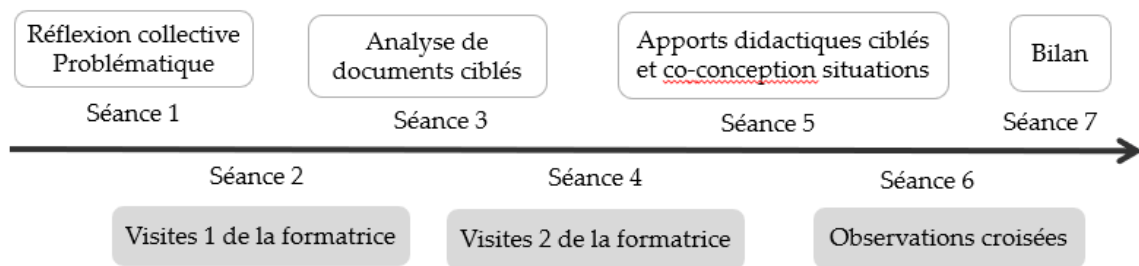 Réflexion collective
Problématique
Analyse de
documents ciblés
Apports didactiques ciblés
et co-conception situations
Bilan
Séance 1
Séance 3
Séance 5
Séance 7
Séance 2
Séance 4
Séance 6
Visites 1 de la formatrice
Visites 2 de la formatrice
Observations croisées